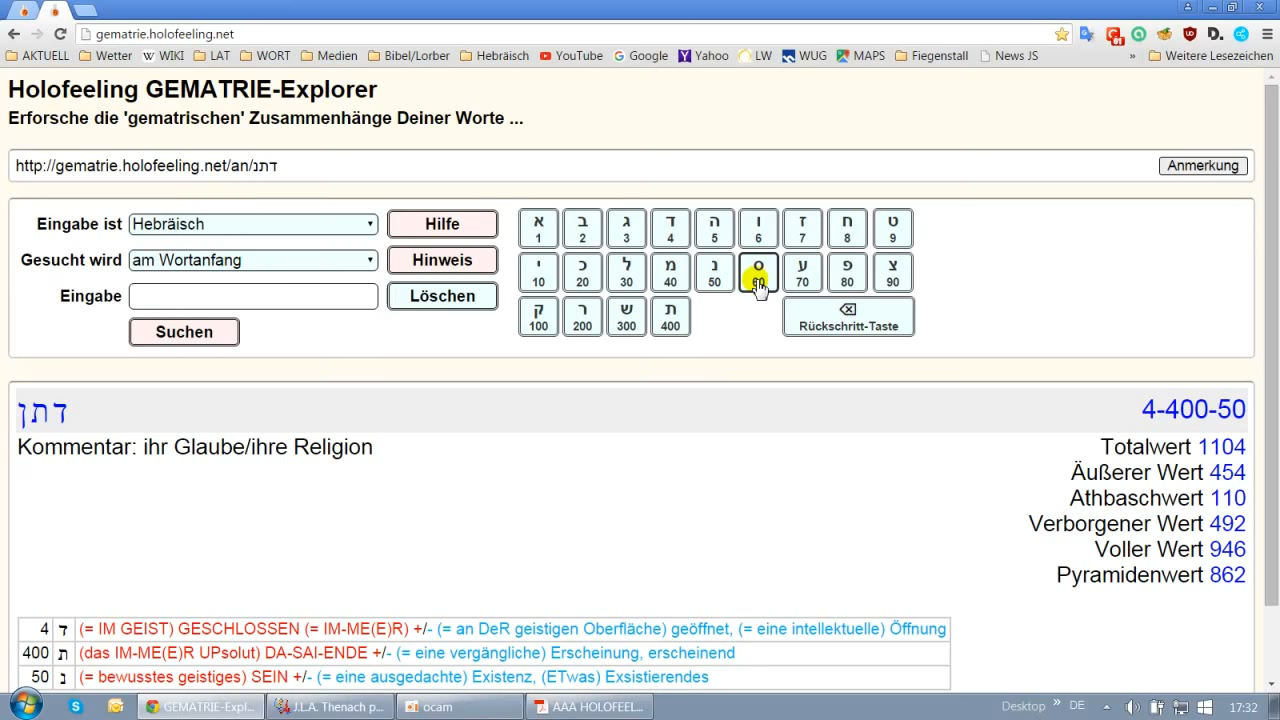 gematrie.holofeeling.net
AKTUELL Wetter WIKI LAT WORT Medien Bibel/Lorber Hebräisch YouTube Google Yahoo LW WUG MAPS Fiegenstall News JS » Weitere Lesezeichen
Holofeeling GEMATRIE-Explorer
Erforsche die 'gematrischen' Zusammenhänge Deiner Worte ...
http://gematrie.holofeeling.net/an/דתנ Anmerkung
Eingabe ist Hebräisch Hilfe
Gesucht wird am Wortanfang Hinweis
Eingabe Löschen
Suchen
א ב ג ד ה ו ז ח ט
1 2 3 4 5 6 7 8 9
י כ ל מ נ ס ע פ צ
10 20 30 40 50 60 70 80 90
ק ר ש ת
100 200 300 400 Rückschritt-Taste
דתן 4-400-50
Kommentar: ihr Glaube/ihre Religion
Totalwert 1104
Äußerer Wert 454
Athbaschwert 110
Verborgener Wert 492
Voller Wert 946
Pyramidenwert 862
4 ד (= IM GEIST) GESCHLOSSEN (= IM-ME(E)R) +/- (= an DeR geistigen Oberfläche) geöffnet, (= eine intellektuelle) Öffnung
400 ת (das IM-ME(E)R UPsolut) DA-SAI-ENDE +/- (= eine vergängliche) Erscheinung, erscheinend
50 נ (= bewusstes geistiges) SEIN +/- (= eine ausgedachte) Existenz, (ETwas) Exsistierendes
GEMATRIE-Expl... J.L.A. Thenach p... ocam AAA HOLOFEEL... Desktop » DE 17:32